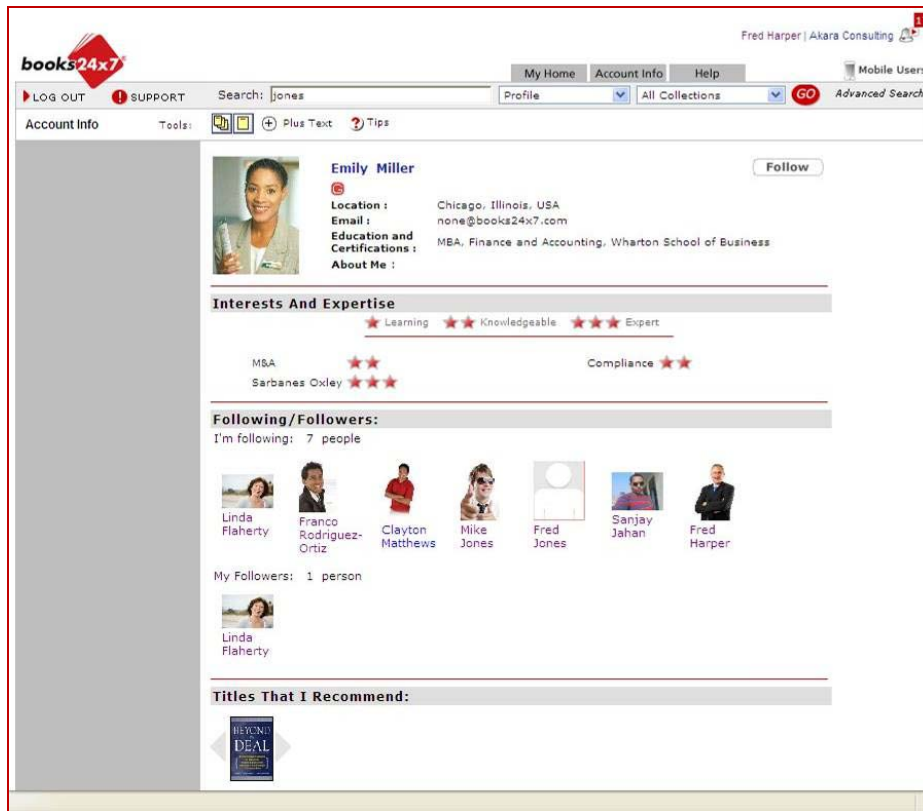 1
Fred Harper | Akara Consulting
books24x7
My Home Account Info Help Mobile Users
LOG OUT SUPPORT Search: jones Profile All Collections GO Advanced Search
Account Info Tools: Plus Text Tips
Emily Miller
Follow
Location : Chicago, Illinois, USA
Email : none@books24x7.com
Education and
Certifications : MBA, Finance and Accounting, Wharton School of Business
About Me :
Interests And Expertise
Learning Knowledgeable Expert
M&A Compliance
Sarbanes Oxley
Following/Followers:
I'm following: 7 people
Linda Flaherty
Franco Rodriguez-Ortiz
Clayton Matthews
Mike Jones
Fred Jones
Sanjay Jahan
Fred Harper
My Followers: 1 person
Linda
Flaherty
Titles That I Recommend:
BEYOND
DEAL